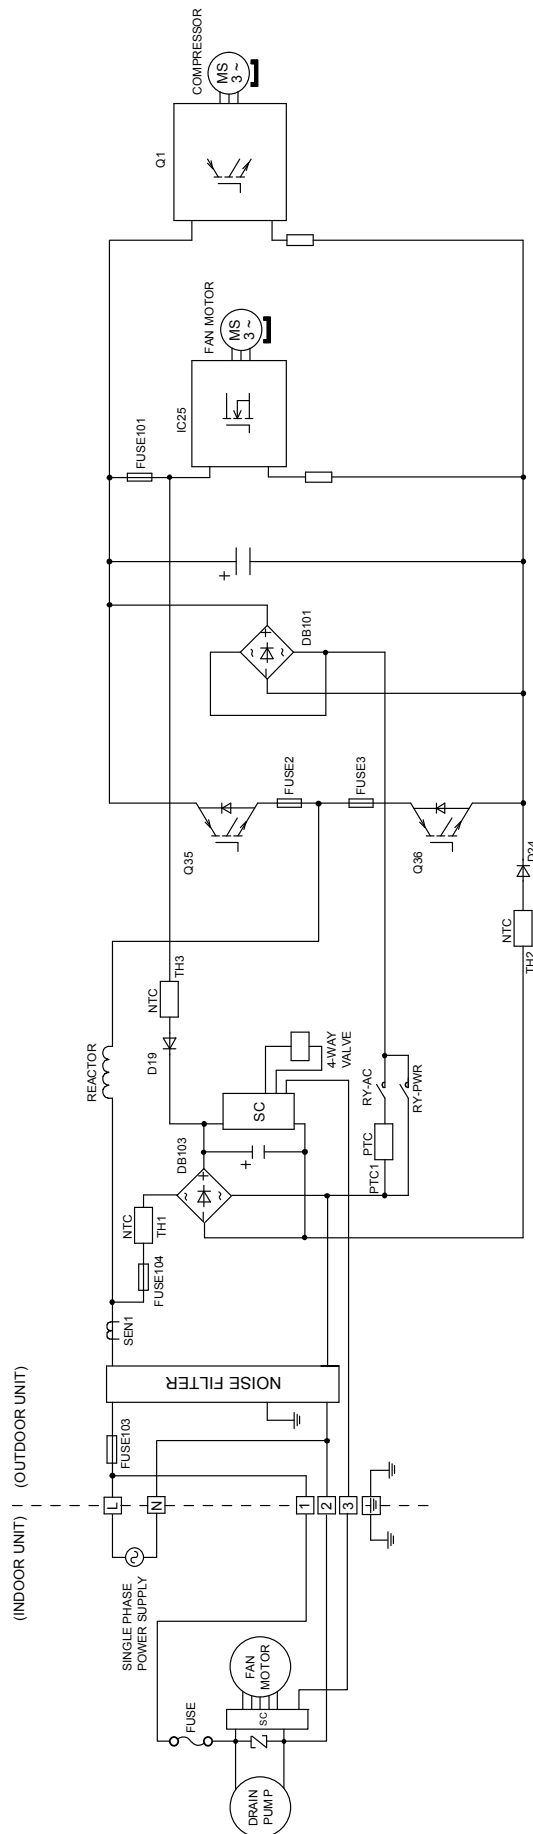 (INDOOR UNIT)
(OUTDOOR UNIT)
SINGLE PHASE
POWER SUPPLY
L
N
1
2
3
FUSE
SC
FAN
MOTOR
DRAIN
PUMP
FUSE103
NOISE FILTER
SEN1
FUSE104
NTC
TH1
REACTOR
DB103
+
~
~
+
D19
NTC
TH3
SC
4-WAY
VALVE
PTC1
PTC
RY-AC
RY-PWR
NTC
TH2
D24
Q35
FUSE2
FUSE3
Q36
DB101
+
~
~
+
FUSE101
IC25
FAN MOTOR
MS
3 ~
Q1
COMPRESSOR
MS
3 ~